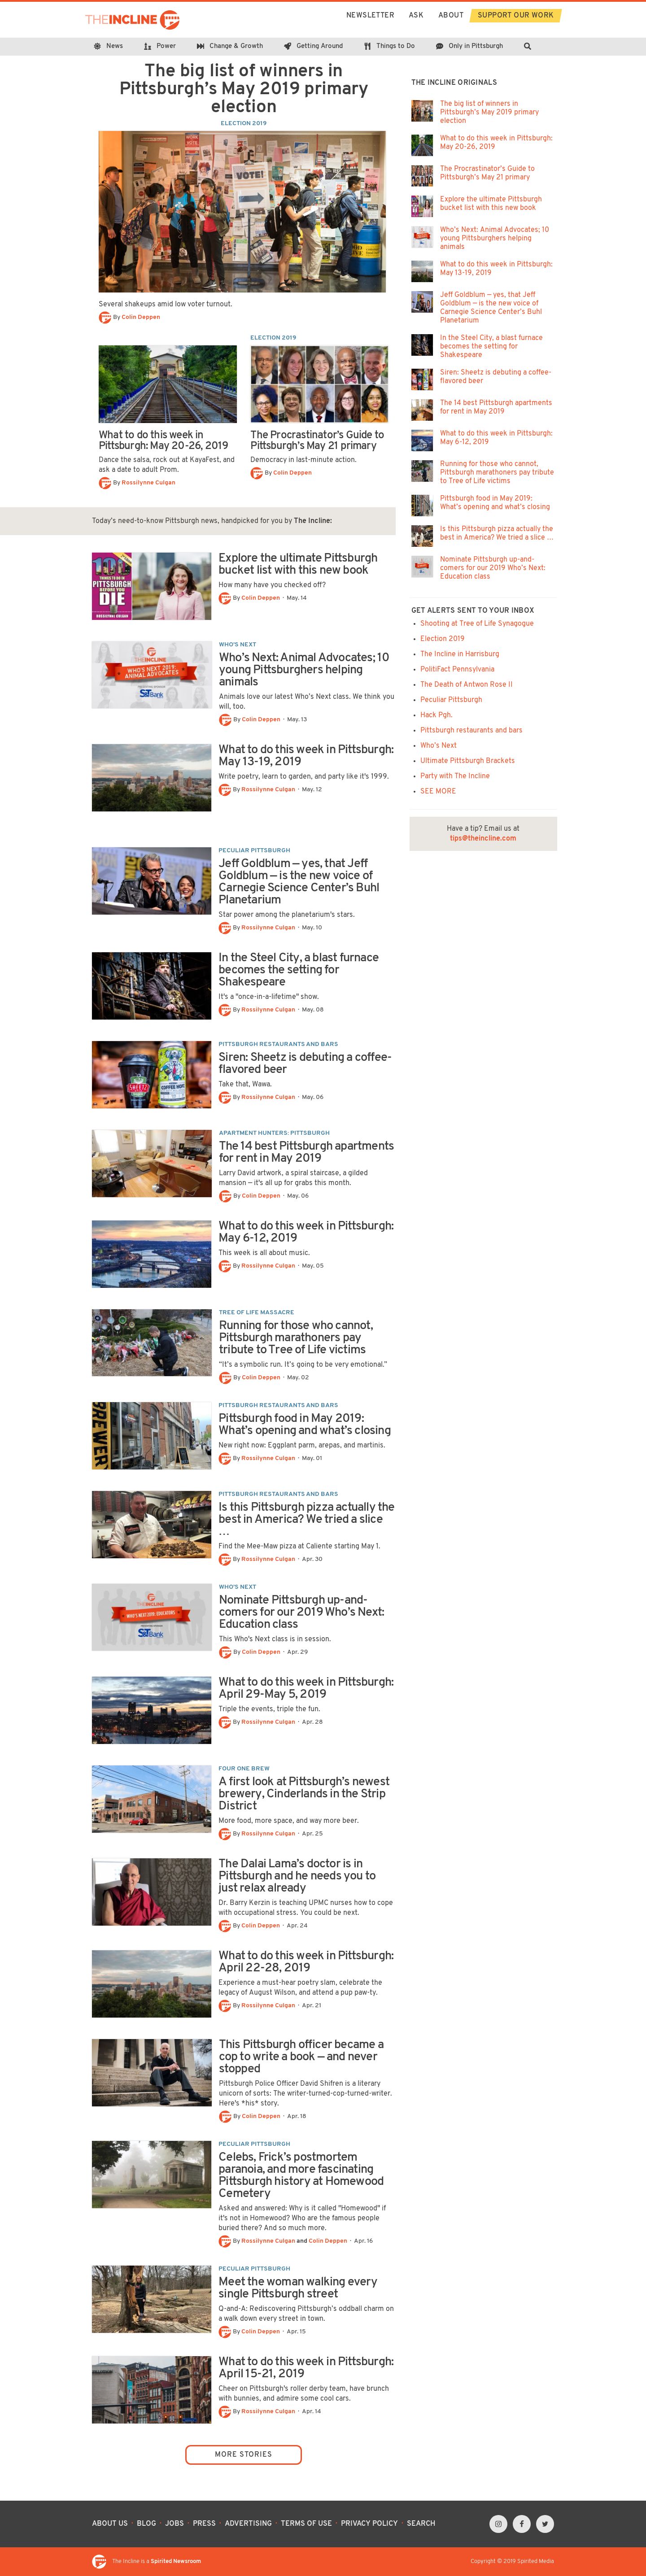 THEINCLINE
NEWSLETTER ASK ABOUT SUPPORT OUR WORK
News Power Change & Growth Getting Around Things to Do Only in Pittsburgh
The big list of winners in
Pittsburgh’s May 2019 primary
election
ELECTION 2019
VOTE!
Several shakeups amid low voter turnout.
By Colin Deppen
What to do this week in
Pittsburgh: May 20-26, 2019
Dance the salsa, rock out at KayaFest, and
ask a date to adult Prom.
By Rossilynne Culgan
ELECTION 2019
The Procrastinator’s Guide to
Pittsburgh’s May 21 primary
Democracy in last-minute action.
By Colin Deppen
Today's need-to-know Pittsburgh news, handpicked for you by The Incline:
PITTSBURGH
DIE
Explore the ultimate Pittsburgh
bucket list with this new book
How many have you checked off?
By Colin Deppen · May. 14
THE INCLINE
WHO'S NEXT 2019:
ANIMAL ADVOCATES
S&T Bank
WHO'S NEXT
Who’s Next: Animal Advocates; 10
young Pittsburghers helping
animals
Animals love our latest Who's Next class. We think you
will, too.
By Colin Deppen · May. 13
What to do this week in Pittsburgh:
May 13-19, 2019
Write poetry, learn to garden, and party like it's 1999.
By Rossilynne Culgan · May. 12
PECULIAR PITTSBURGH
Jeff Goldblum — yes, that Jeff
Goldblum — is the new voice of
Carnegie Science Center’s Buhl
Planetarium
Star power among the planetarium's stars.
By Rossilynne Culgan · May. 10
In the Steel City, a blast furnace
becomes the setting for
Shakespeare
It's a "once-in-a-lifetime" show.
By Rossilynne Culgan · May. 08
SHEETZ
PITTSBURGH RESTAURANTS AND BARS
Siren: Sheetz is debuting a coffee-
flavored beer
Take that, Wawa.
By Rossilynne Culgan · May. 06
APARTMENT HUNTERS: PITTSBURGH
The 14 best Pittsburgh apartments
for rent in May 2019
Larry David artwork, a spiral staircase, a gilded
mansion — it's all up for grabs this month.
By Colin Deppen · May. 06
What to do this week in Pittsburgh:
May 6-12, 2019
This week is all about music.
By Rossilynne Culgan · May. 05
TREE OF LIFE MASSACRE
Running for those who cannot,
Pittsburgh marathoners pay
tribute to Tree of Life victims
“It’s a symbolic run. It’s going to be very emotional.”
By Colin Deppen · May. 02
PITTSBURGH RESTAURANTS AND BARS
Pittsburgh food in May 2019:
What’s opening and what’s closing
New right now: Eggplant parm, arepas, and martinis.
By Rossilynne Culgan · May. 01
PITTSBURGH RESTAURANTS AND BARS
Is this Pittsburgh pizza actually the
best in America? We tried a slice
…
Find the Mee-Maw pizza at Caliente starting May 1.
By Rossilynne Culgan · Apr. 30
THE INCLINE
WHO'S NEXT 2019: EDUCATION
S&T Bank
WHO'S NEXT
Nominate Pittsburgh up-and-
comers for our 2019 Who’s Next:
Education class
This Who's Next class is in session.
By Colin Deppen · Apr. 29
What to do this week in Pittsburgh:
April 29-May 5, 2019
Triple the events, triple the fun.
By Rossilynne Culgan · Apr. 28
FOUR ONE BREW
A first look at Pittsburgh’s newest
brewery, Cinderlands in the Strip
District
More food, more space, and way more beer.
By Rossilynne Culgan · Apr. 25
The Dalai Lama’s doctor is in
Pittsburgh and he needs you to
just relax already
Dr. Barry Kerzin is teaching UPMC nurses how to cope
with occupational stress. You could be next.
By Colin Deppen · Apr. 24
What to do this week in Pittsburgh:
April 22-28, 2019
Experience a must-hear poetry slam, celebrate the
legacy of August Wilson, and attend a pup paw-ty.
By Rossilynne Culgan · Apr. 21
This Pittsburgh officer became a
cop to write a book — and never
stopped
Pittsburgh Police Officer David Shifren is a literary
unicorn of sorts: The writer-turned-cop-turned-writer.
Here's *his* story.
By Colin Deppen · Apr. 18
PECULIAR PITTSBURGH
Celebs, Frick’s postmortem
paranoia, and more fascinating
Pittsburgh history at Homewood
Cemetery
Asked and answered: Why is it called "Homewood" if
it's not in Homewood? Who are the famous people
buried there? And so much more.
By Rossilynne Culgan and Colin Deppen · Apr. 16
PECULIAR PITTSBURGH
Meet the woman walking every
single Pittsburgh street
Q-and-A: Rediscovering Pittsburgh's oddball charm on
a walk down every street in town.
By Colin Deppen · Apr. 15
What to do this week in Pittsburgh:
April 15-21, 2019
Cheer on Pittsburgh's roller derby team, have brunch
with bunnies, and admire some cool cars.
By Rossilynne Culgan · Apr. 14
MORE STORIES
THE INCLINE ORIGINALS
The big list of winners in
Pittsburgh’s May 2019 primary
election
What to do this week in Pittsburgh:
May 20-26, 2019
The Procrastinator’s Guide to
Pittsburgh’s May 21 primary
Explore the ultimate Pittsburgh
bucket list with this new book
Who’s Next: Animal Advocates; 10
young Pittsburghers helping
animals
What to do this week in Pittsburgh:
May 13-19, 2019
Jeff Goldblum — yes, that Jeff
Goldblum — is the new voice of
Carnegie Science Center’s Buhl
Planetarium
In the Steel City, a blast furnace
becomes the setting for
Shakespeare
Siren: Sheetz is debuting a coffee-
flavored beer
The 14 best Pittsburgh apartments
for rent in May 2019
What to do this week in Pittsburgh:
May 6-12, 2019
Running for those who cannot,
Pittsburgh marathoners pay tribute
to Tree of Life victims
Pittsburgh food in May 2019:
What’s opening and what’s closing
Is this Pittsburgh pizza actually the
best in America? We tried a slice …
Nominate Pittsburgh up-and-
comers for our 2019 Who’s Next:
Education class
GET ALERTS SENT TO YOUR INBOX
Shooting at Tree of Life Synagogue
Election 2019
The Incline in Harrisburg
PolitiFact Pennsylvania
The Death of Antwon Rose II
Peculiar Pittsburgh
Hack Pgh.
Pittsburgh restaurants and bars
Who's Next
Ultimate Pittsburgh Brackets
Party with The Incline
SEE MORE
Have a tip? Email us at
tips@theincline.com
ABOUT US · BLOG · JOBS · PRESS · ADVERTISING · TERMS OF USE · PRIVACY POLICY · SEARCH
The Incline is a Spirited Newsroom
Copyright © 2019 Spirited Media